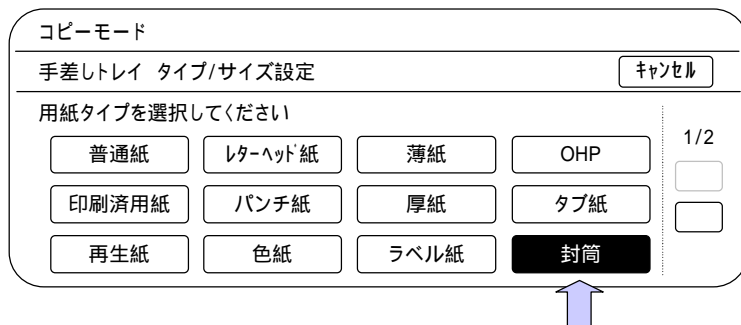 コピーモード
手差しトレイ タイプ/サイズ設定 ｷｬﾝｾﾙ
用紙タイプを選択してください
1/2
普通紙 ﾚﾀｰﾍｯﾄﾞ紙 薄紙 OHP
印刷済用紙 パンチ紙 厚紙 タブ紙
再生紙 色紙 ラベル紙 封筒